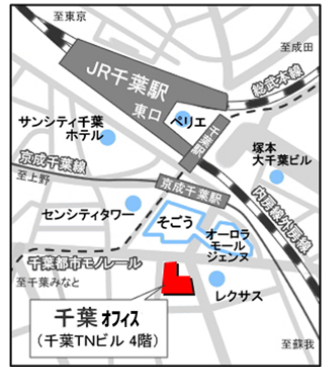 至東京
至成田
JR千葉駅
東口
ペリエ
総武本線
サンシティ千葉
ホテル
千葉駅
塚本
大千葉ビル
京成千葉線
至上野
京成千葉駅
内房線外房線
センシティタワー
そごう
オーロラ
モール
ジェンヌ
千葉都市モノレール
至千葉みなと
レクサス
千葉オフィス
(千葉TNビル 4階)
至蘇我